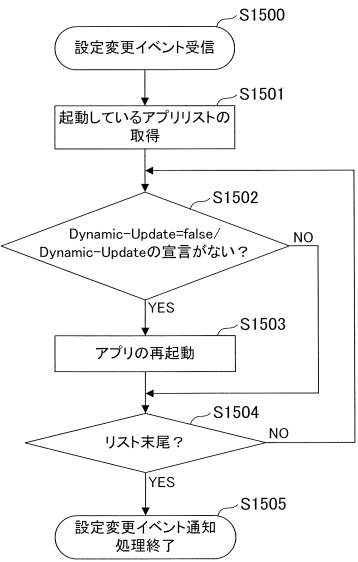 S1500
設定変更イベント受信
S1501
起動しているアプリリストの
取得
S1502
Dynamic-Update=false/
Dynamic-Updateの宣言がない？
NO
YES
S1503
アプリの再起動
S1504
リスト末尾？
NO
YES
S1505
設定変更イベント通知
処理終了